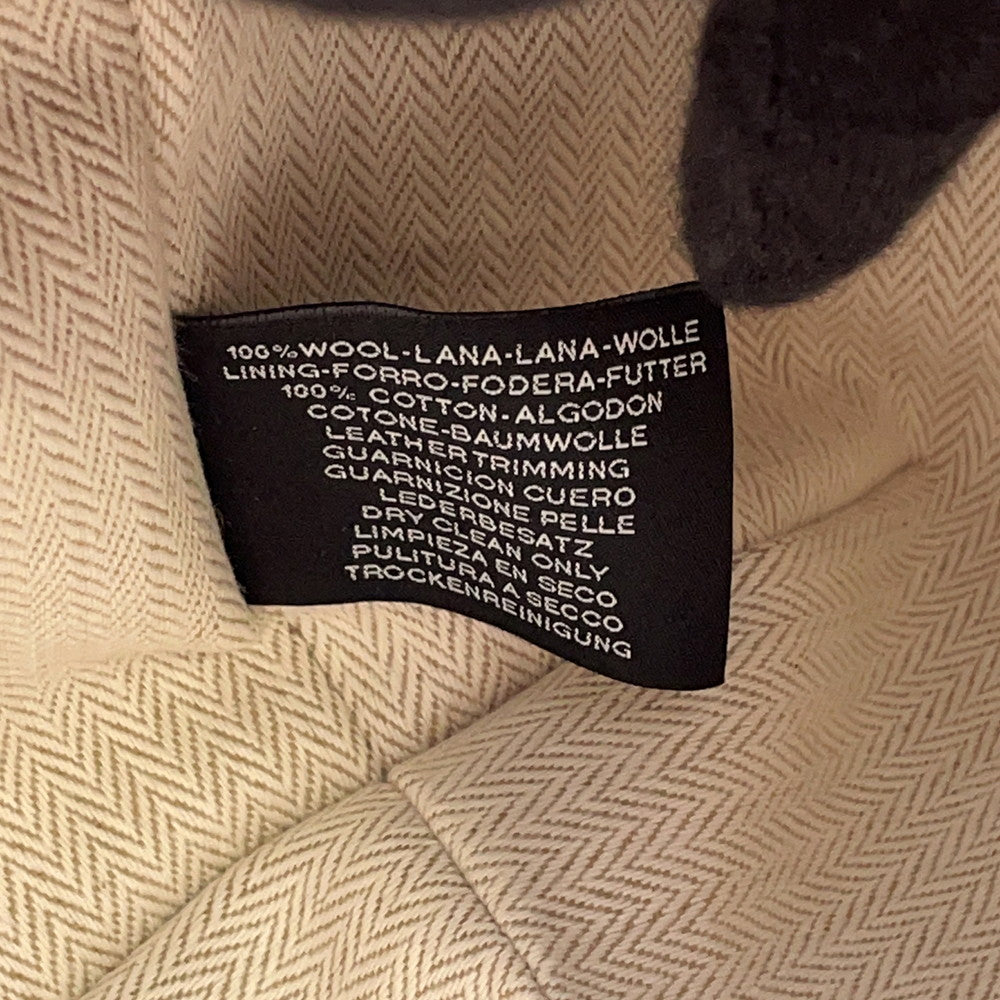 100%WOOL-LANA-LANA-WOLLE
LINING-FORRO-FODERA-FUTTER
100% COTTON-ALGODON
COTONE-BAUMWOLLE
LEATHER TRIMMING
GUARNICION CUERO
GUARNIZIONE PELLE
LEDERBESATZ
DRY CLEAN ONLY
LIMPIEZA EN SECO
PULITURA A SECCO
TROCKENREINIGUNG